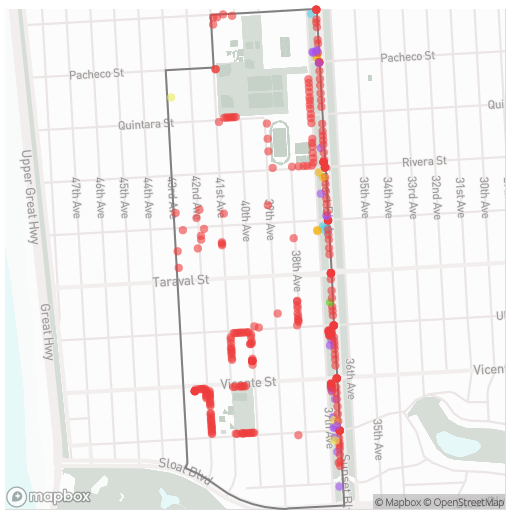 Pacheco St
Pacheco St
Quintara St
Qui
Rivera St
Upper Great Hwy
47th Ave
46th Ave
45th Ave
44th Ave
43rd Ave
42nd Ave
41st Ave
40th Ave
39th Ave
38th Ave
35th Ave
34th Ave
33rd Ave
32nd Ave
31st Ave
30th Ave
Taraval St
Great Hwy
Ul
Vicente St
Vicent
36th Ave
37th Ave
35th Ave
Sloat Blvd
Sunset Bl
mapbox
© Mapbox © OpenStreetMap